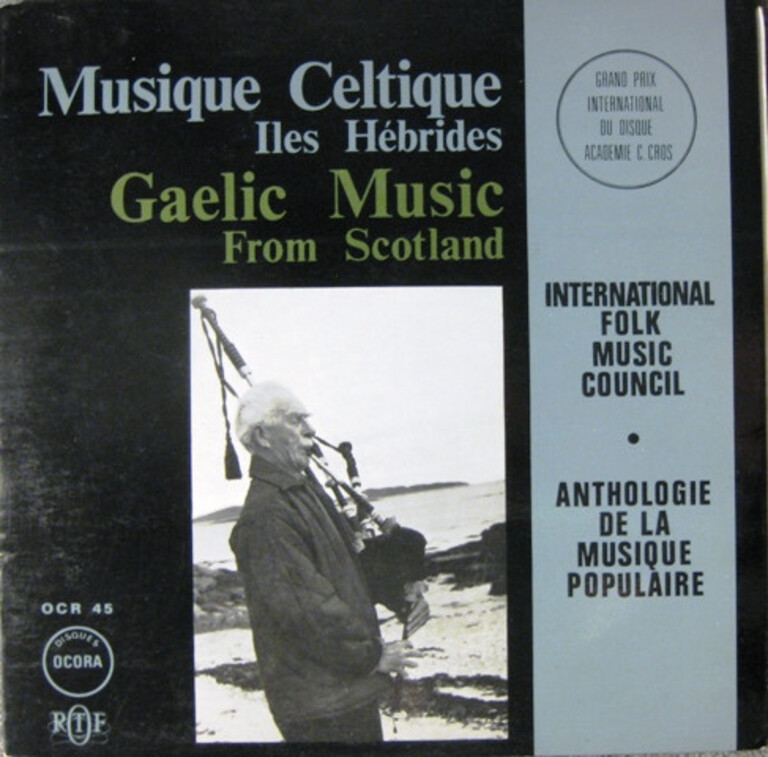 Musique Celtique
Iles Hébrides
Gaelic Music
From Scotland
GRAND PRIX
INTERNATIONAL
DU DISQUE
ACADEMIE C. CROS
INTERNATIONAL
FOLK
MUSIC
COUNCIL
•
ANTHOLOGIE
DE LA
MUSIQUE
POPULAIRE
OCR 45
DISQUES
OCORA
RTF